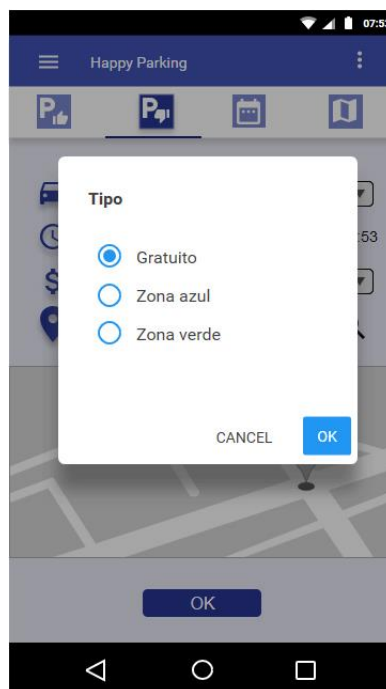 07:53
Happy Parking
P
P
Tipo
:53
Gratuito
$
Zona azul
Zona verde
CANCEL
OK
OK